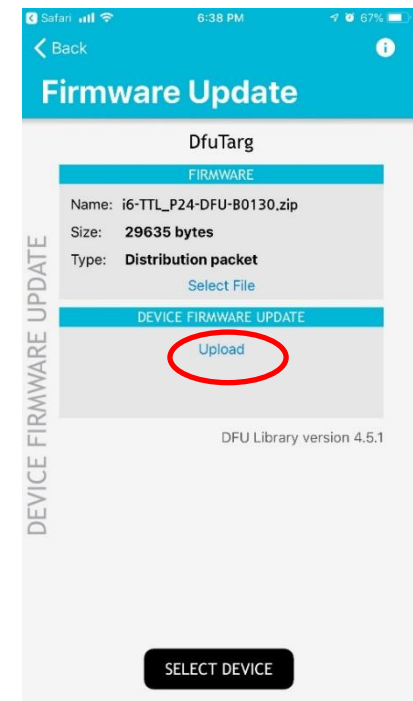 Safari 6:38 PM 67%
Back
Firmware Update
DfuTarg
FIRMWARE
Name: i6-TTL_P24-DFU-B0130.zip
Size: 29635 bytes
Type: Distribution packet
Select File
DEVICE FIRMWARE UPDATE
Upload
DFU Library version 4.5.1
DEVICE FIRMWARE UPDATE
SELECT DEVICE